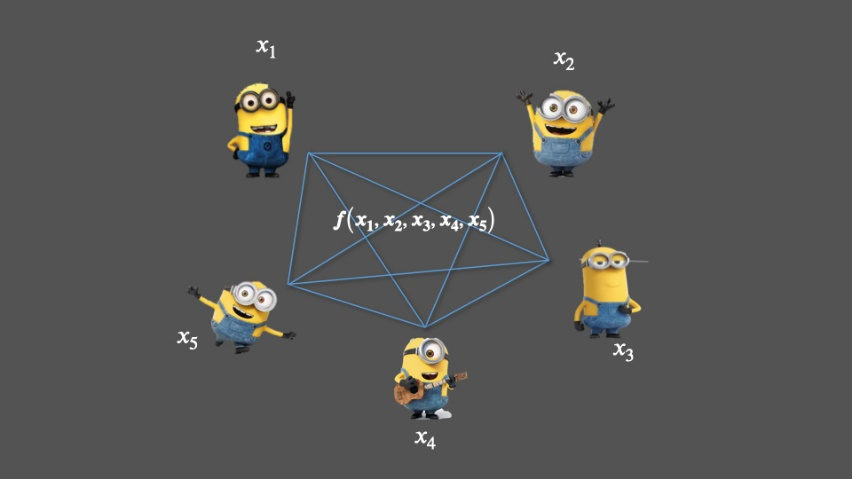 x₁
x₂
f(x₁, x₂, x₃, x₄, x₅)
x₅
x₃
x₄